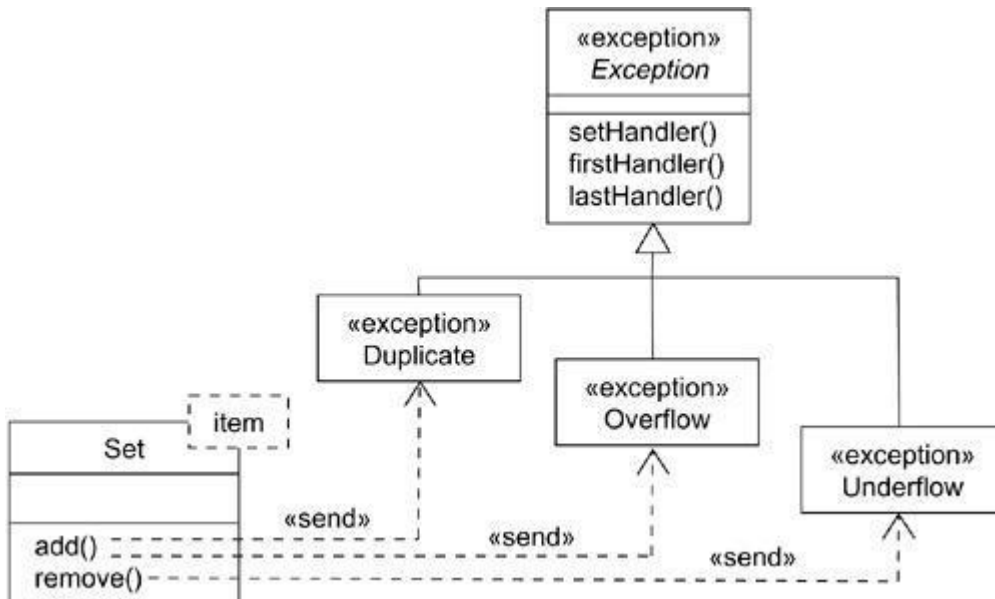 «exception»
Exception
setHandler()
firstHandler()
lastHandler()
«exception»
Duplicate
«exception»
Overflow
«exception»
Underflow
item
Set
add()
remove()
«send»
«send»
«send»